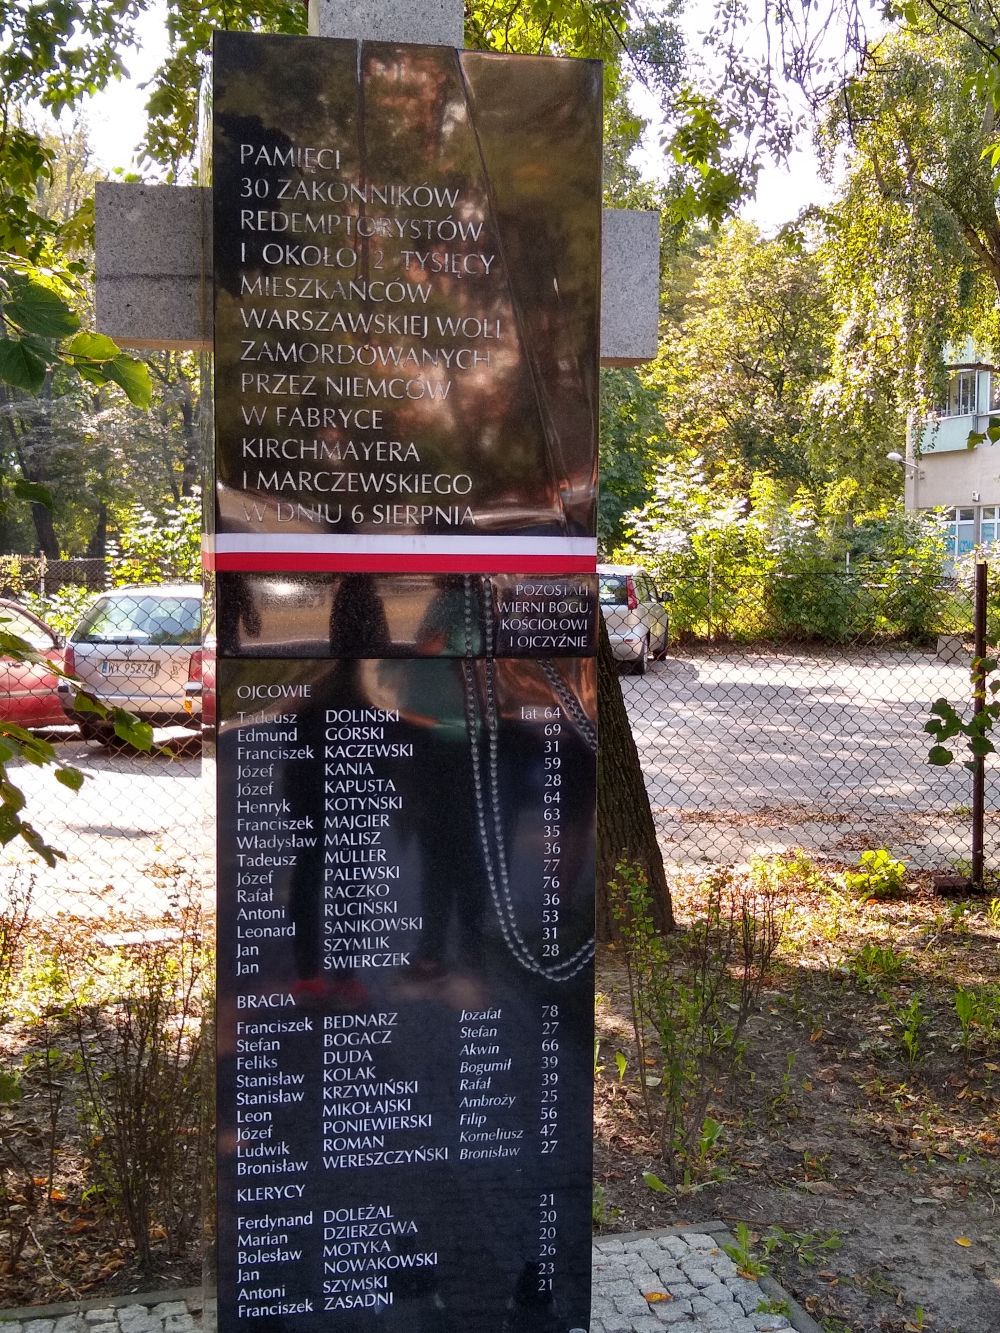 PAMIĘCI
30 ZAKONNIKÓW
REDEMPTORYSTÓW
I OKOŁO 2 TYSIĘCY
MIESZKAŃCÓW
WARSZAWSKIEJ WOLI
ZAMORDOWANYCH
PRZEZ NIEMCÓW
W FABRYCE
KIRCHMAYERA
I MARCZEWSKIEGO
W DNIU 6 SIERPNIA
POZOSTALI
WIERNI BOGU,
KOŚCIOŁOWI
I OJCZYŹNIE
OJCOWIE
Tadeusz DOLIŃSKI lat 64
Edmund GÓRSKI 69
Franciszek KACZEWSKI 31
Józef KANIA 59
Józef KAPUSTA 28
Henryk KOTYŃSKI 64
Franciszek MAJGIER 63
Władysław MALISZ 35
Tadeusz MÜLLER 36
Józef PALEWSKI 77
Rafał RACZKO 76
Antoni RUCIŃSKI 36
Leonard SANIKOWSKI 53
Jan SZYMLIK 31
Jan ŚWIERCZEK 28
BRACIA
Franciszek BEDNARZ Jozafat 78
Stefan BOGACZ Stefan 27
Feliks DUDA Akwin 66
Stanisław KOLAK Bogumił 39
Stanisław KRZYWIŃSKI Rafał 39
Leon MIKOŁAJSKI Ambroży 25
Józef PONIEWIERSKI Filip 56
Ludwik ROMAN Korneliusz 47
Bronisław WERESZCZYŃSKI Bronisław 27
KLERYCY
Ferdynand DOLEŻAL 21
Marian DZIERZGWA 20
Bolesław MOTYKA 20
Jan NOWAKOWSKI 26
Antoni SZYMSKI 23
Franciszek ZASADNI 21
WX 95274